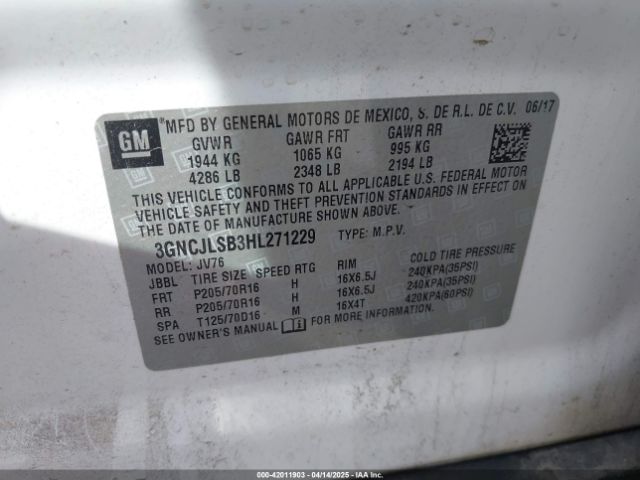 GM
*MFD BY GENERAL MOTORS DE MEXICO, S. DE R.L. DE C.V. 06/17
GVWR GAWR FRT GAWR RR
1944 KG 1065 KG 995 KG
4286 LB 2348 LB 2194 LB
THIS VEHICLE CONFORMS TO ALL APPLICABLE U.S. FEDERAL MOTOR
VEHICLE SAFETY AND THEFT PREVENTION STANDARDS IN EFFECT ON
THE DATE OF MANUFACTURE SHOWN ABOVE.
3GNCJLSB3HL271229 TYPE: M.P.V.
MODEL: JV76
JBBL TIRE SIZE SPEED RTG RIM COLD TIRE PRESSURE
FRT P205/70R16 H 16X6.5J 240KPA(35PSI)
RR P205/70R16 H 16X6.5J 240KPA(35PSI)
SPA T125/70D16 M 16X4T 420KPA(60PSI)
SEE OWNER'S MANUAL FOR MORE INFORMATION.
000-42011903 - 04/14/2025 - IAAI.COM